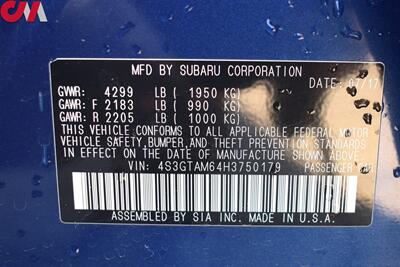 MFD BY SUBARU CORPORATION
DATE: 07/17
GVWR: 4299 LB ( 1950 KG)
GAWR: F 2183 LB ( 990 KG)
GAWR: R 2205 LB ( 1000 KG)
THIS VEHICLE CONFORMS TO ALL APPLICABLE FEDERAL MOTOR
VEHICLE SAFETY, BUMPER, AND THEFT PREVENTION STANDARDS
IN EFFECT ON THE DATE OF MANUFACTURE SHOWN ABOVE.
VIN: 4S3GTAM64H3750179 PASSENGER CAR
ASSEMBLED BY SIA INC. MADE IN U.S.A.